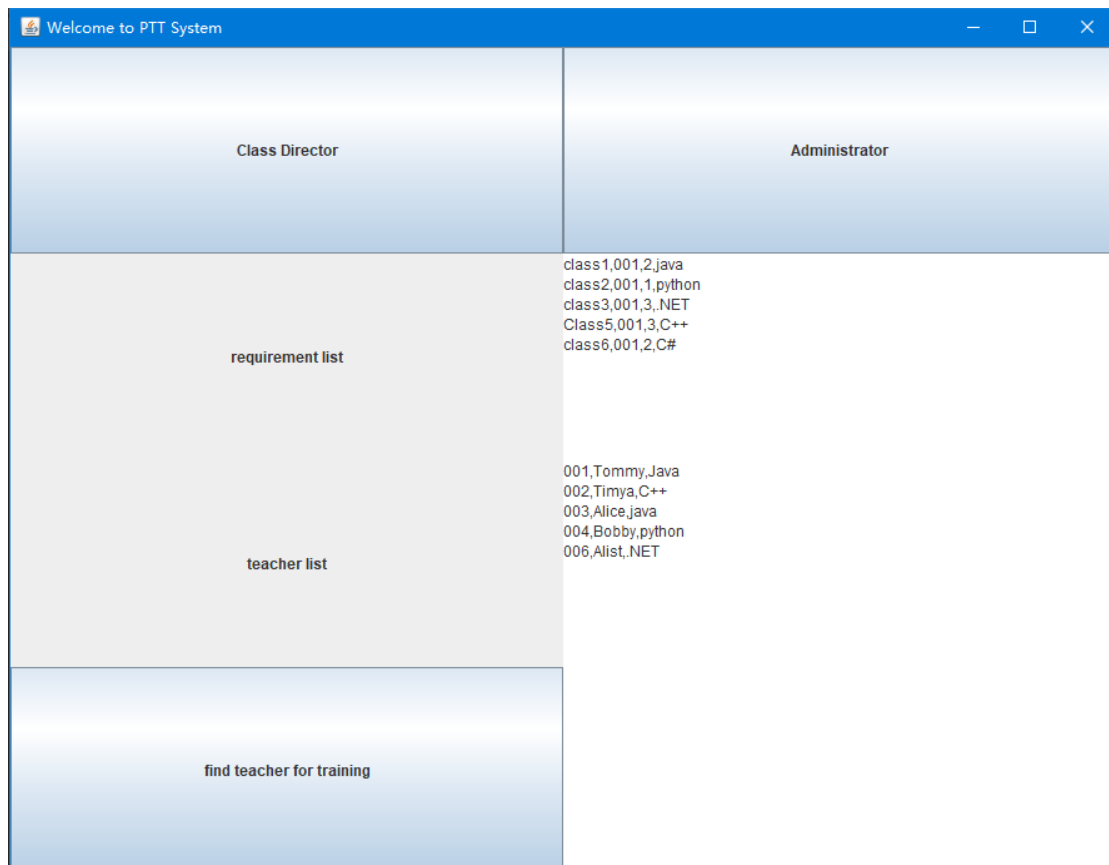 Welcome to PTT System
Class Director
Administrator
requirement list
class1,001,2,java
class2,001,1,python
class3,001,3,.NET
Class5,001,3,C++
class6,001,2,C#
teacher list
001,Tommy,Java
002,Timya,C++
003,Alice,java
004,Bobby,python
006,Alist,.NET
find teacher for training